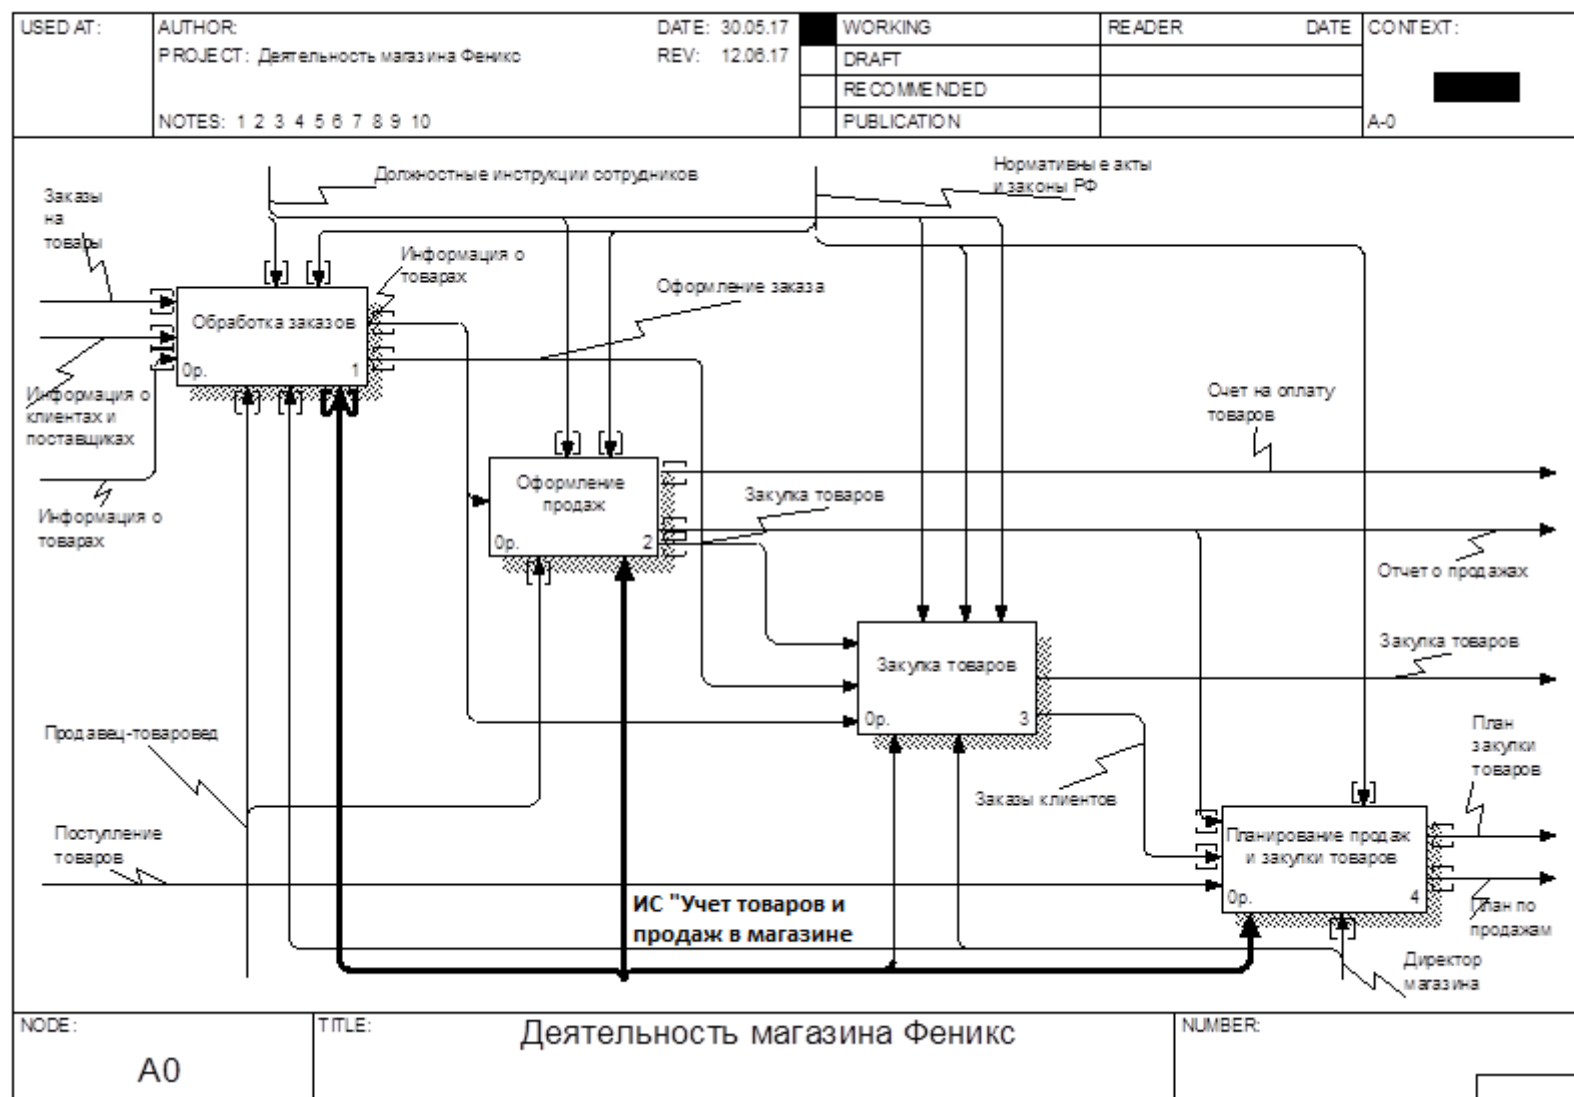 USED AT:
AUTHOR:
DATE: 30.05.17
PROJECT: Деятельность магазина Феникс
REV: 12.06.17
NOTES: 1 2 3 4 5 6 7 8 9 10
WORKING
DRAFT
RECOMMENDED
PUBLICATION
READER
DATE
CONTEXT:
A-0
Должностные инструкции сотрудников
Нормативные акты
и законы РФ
Заказы
на
товары
Информация о
товарах
Оформление заказа
Обработка заказов
0р.
1
Информация о
клиентах и
поставщиках
Счет на оплату
товаров
Информация о
товарах
Оформление
продаж
0р.
2
Закупка товаров
Отчет о продажах
Закупка товаров
0р.
3
Закупка товаров
Продавец-товаровед
План
закупки
товаров
Заказы клиентов
Поступление
товаров
Планирование продаж
и закупки товаров
0р.
4
ИС "Учет товаров и
продаж в магазине
План по
продажам
Директор
магазина
NODE:
A0
TITLE:
Деятельность магазина Феникс
NUMBER: